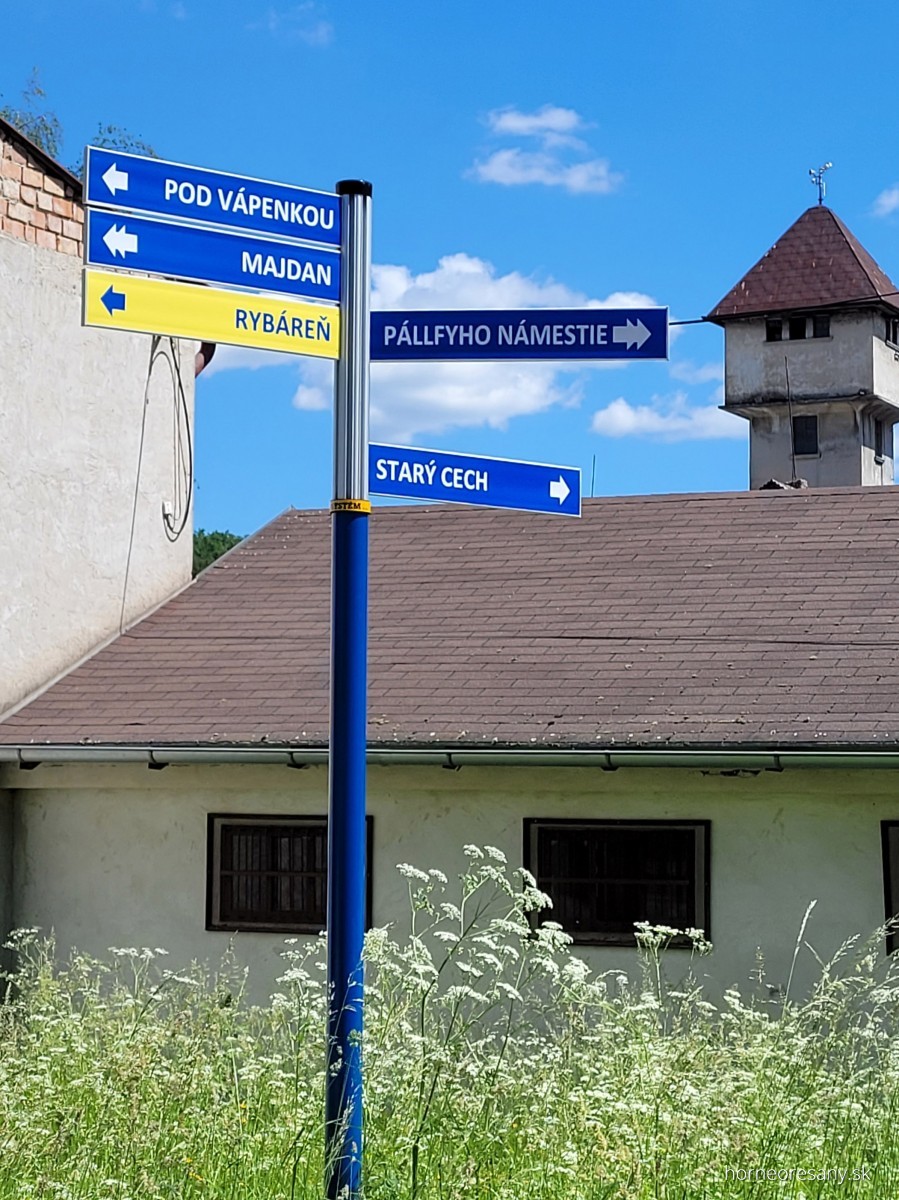 POD VÁPENKOU
MAJDAN
RYBÁREŇ
PÁLLFYHO NÁMESTIE
STARÝ CECH
horneoresany.sk